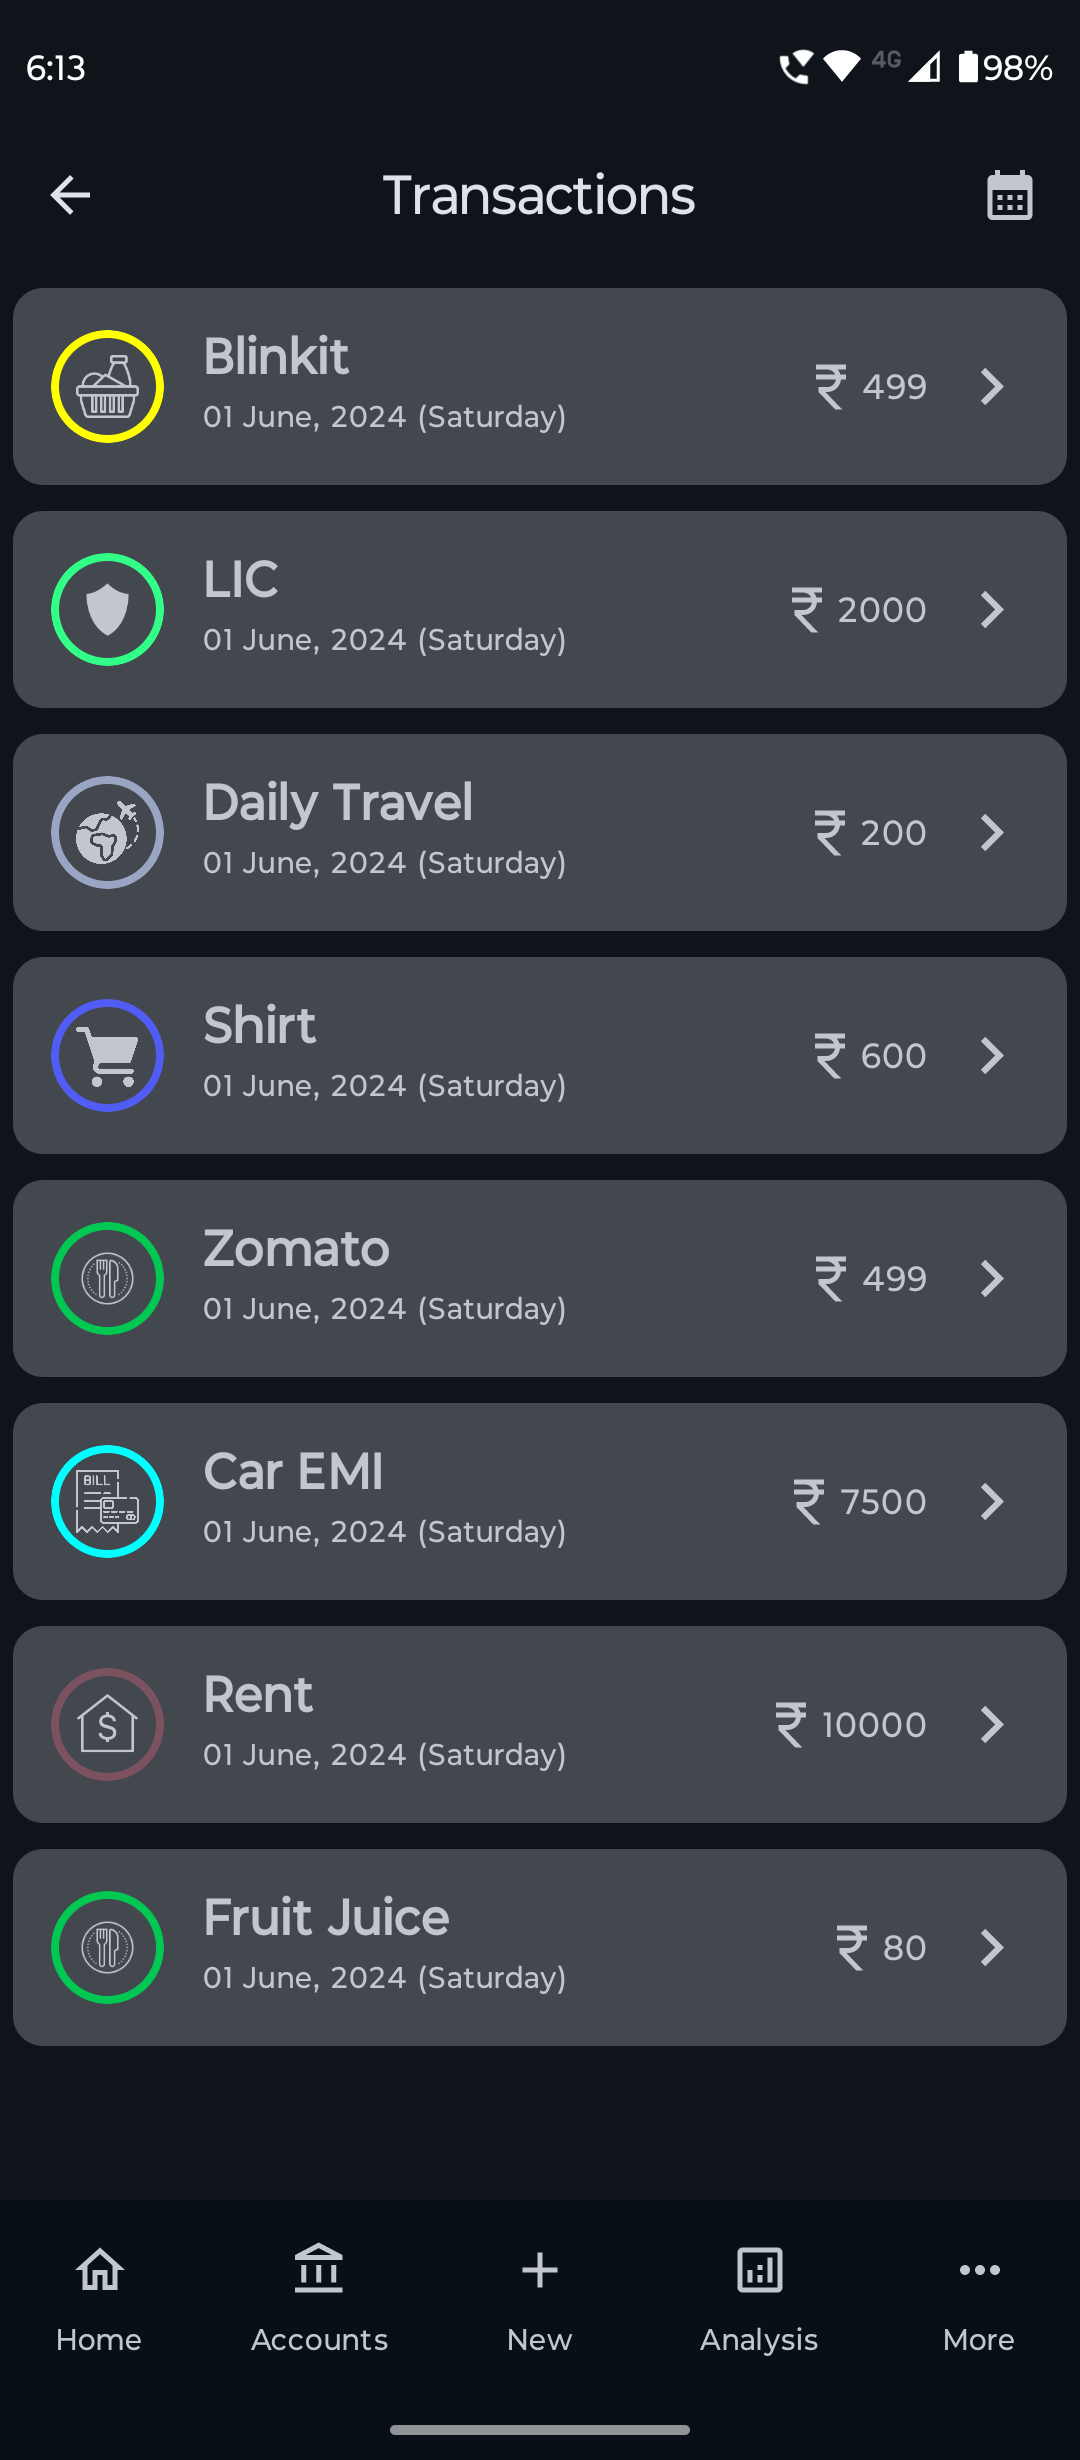 6:13 4G 98%
Transactions
Blinkit
01 June, 2024 (Saturday)
₹ 499
LIC
01 June, 2024 (Saturday)
₹ 2000
Daily Travel
01 June, 2024 (Saturday)
₹ 200
Shirt
01 June, 2024 (Saturday)
₹ 600
Zomato
01 June, 2024 (Saturday)
₹ 499
BILL
Car EMI
01 June, 2024 (Saturday)
₹ 7500
$
Rent
01 June, 2024 (Saturday)
₹ 10000
Fruit Juice
01 June, 2024 (Saturday)
₹ 80
Home Accounts New Analysis More